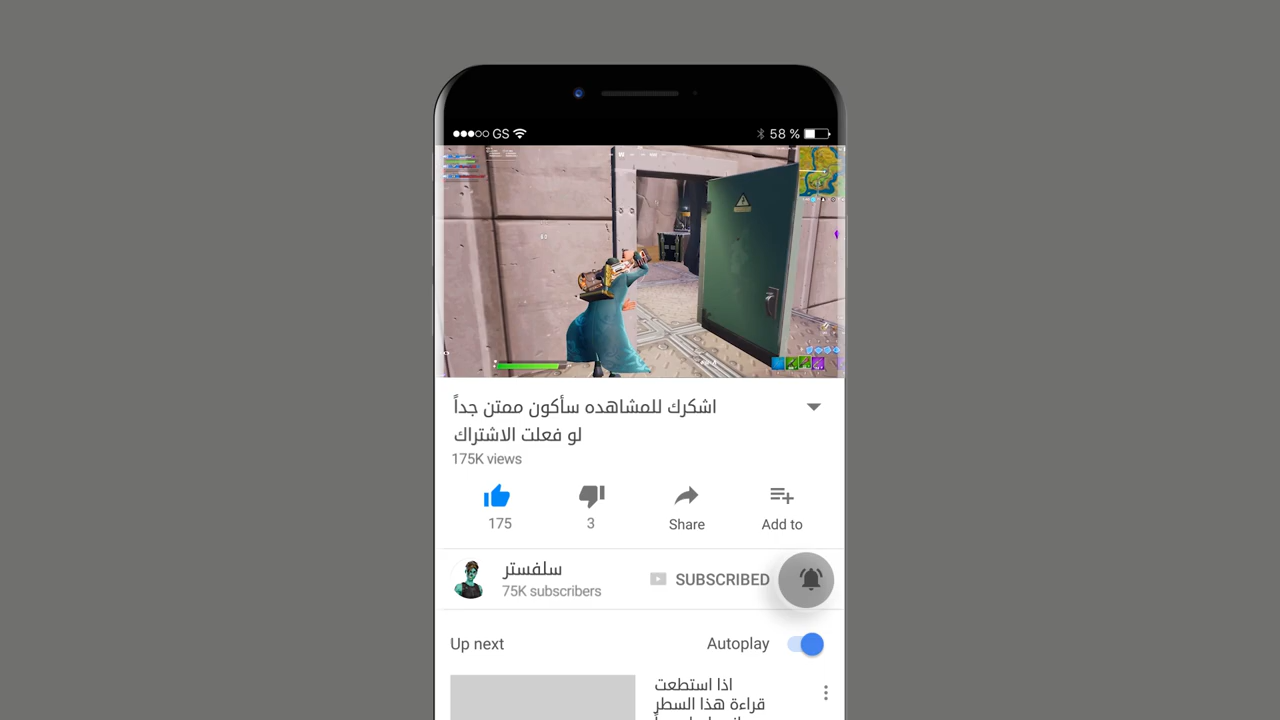 GS
58 %
W
اشكرك للمشاهده سأكون ممتن جداً
لو فعلت الاشتراك
175K views
175
3
Share
Add to
سلفستر
75K subscribers
SUBSCRIBED
Up next
Autoplay
اذا استطعت
قراءة هذا السطر